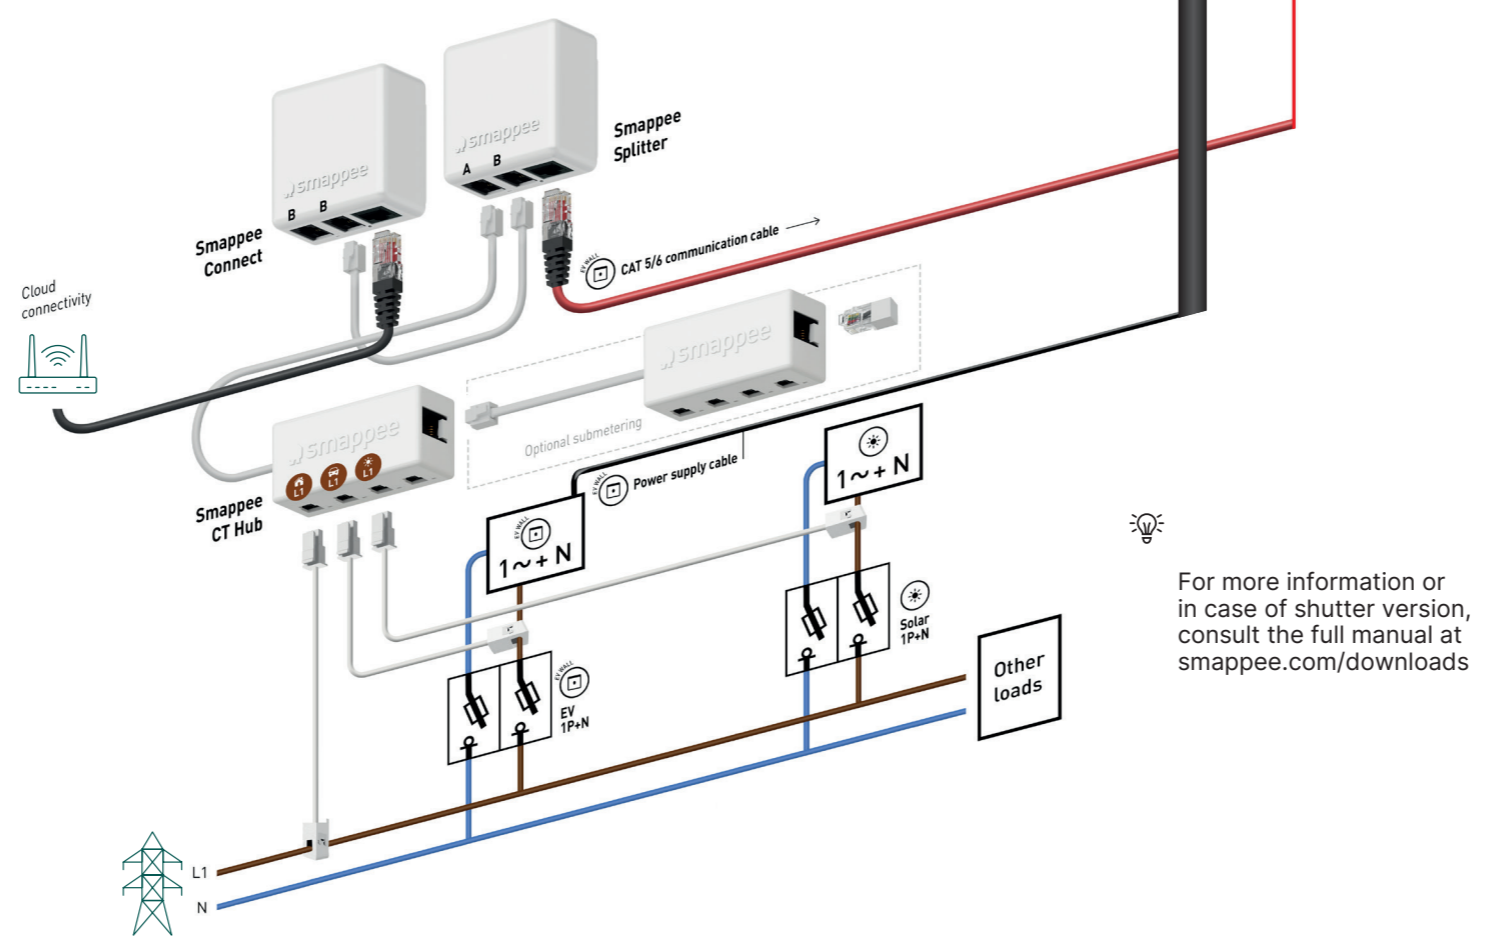 smappee
A B
Smappee
Splitter
smappee
B B
Smappee
Connect
EV WALL
CAT 5/6 communication cable
Cloud
connectivity
smappee
Optional submetering
smappee
L1
L1
L1
Smappee
CT Hub
EV WALL
Power supply cable
1~+ N
EV WALL
1~+ N
Solar
1P+N
EV WALL
EV
1P+N
Other
loads
For more information or
in case of shutter version,
consult the full manual at
smappee.com/downloads
L1
N